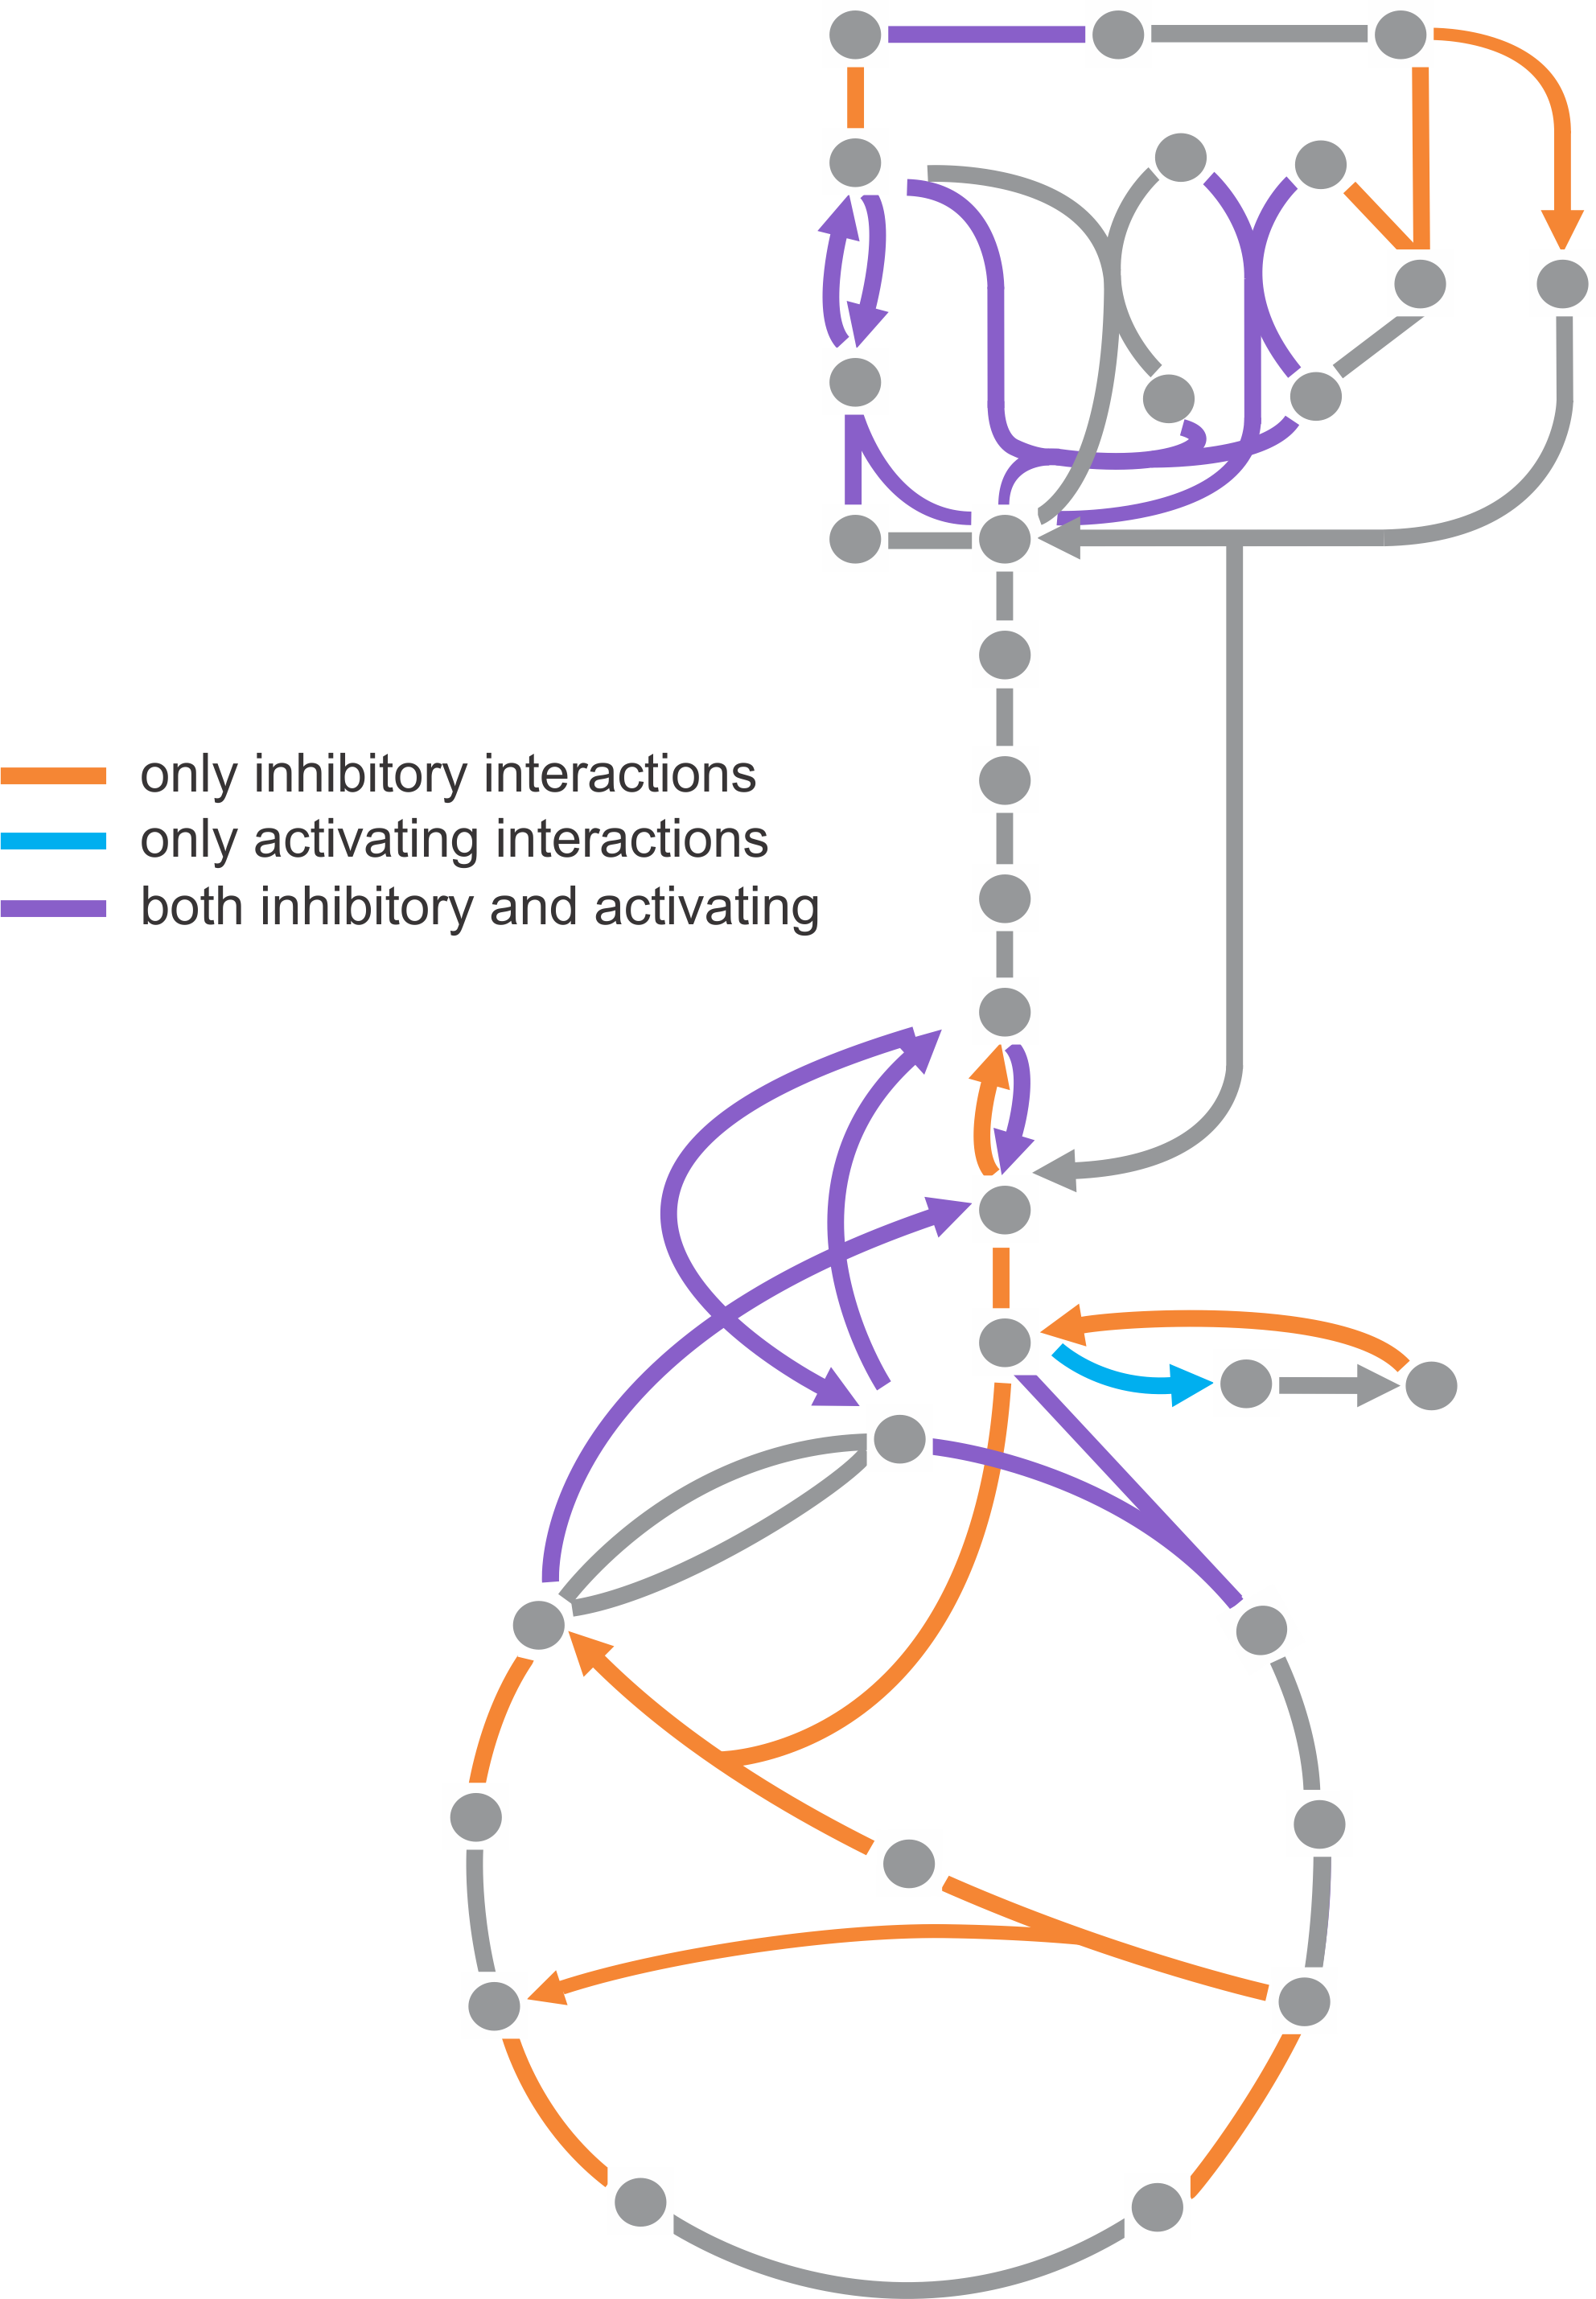 only inhibitory interactions
only activating interactions
both inhibitory and activating